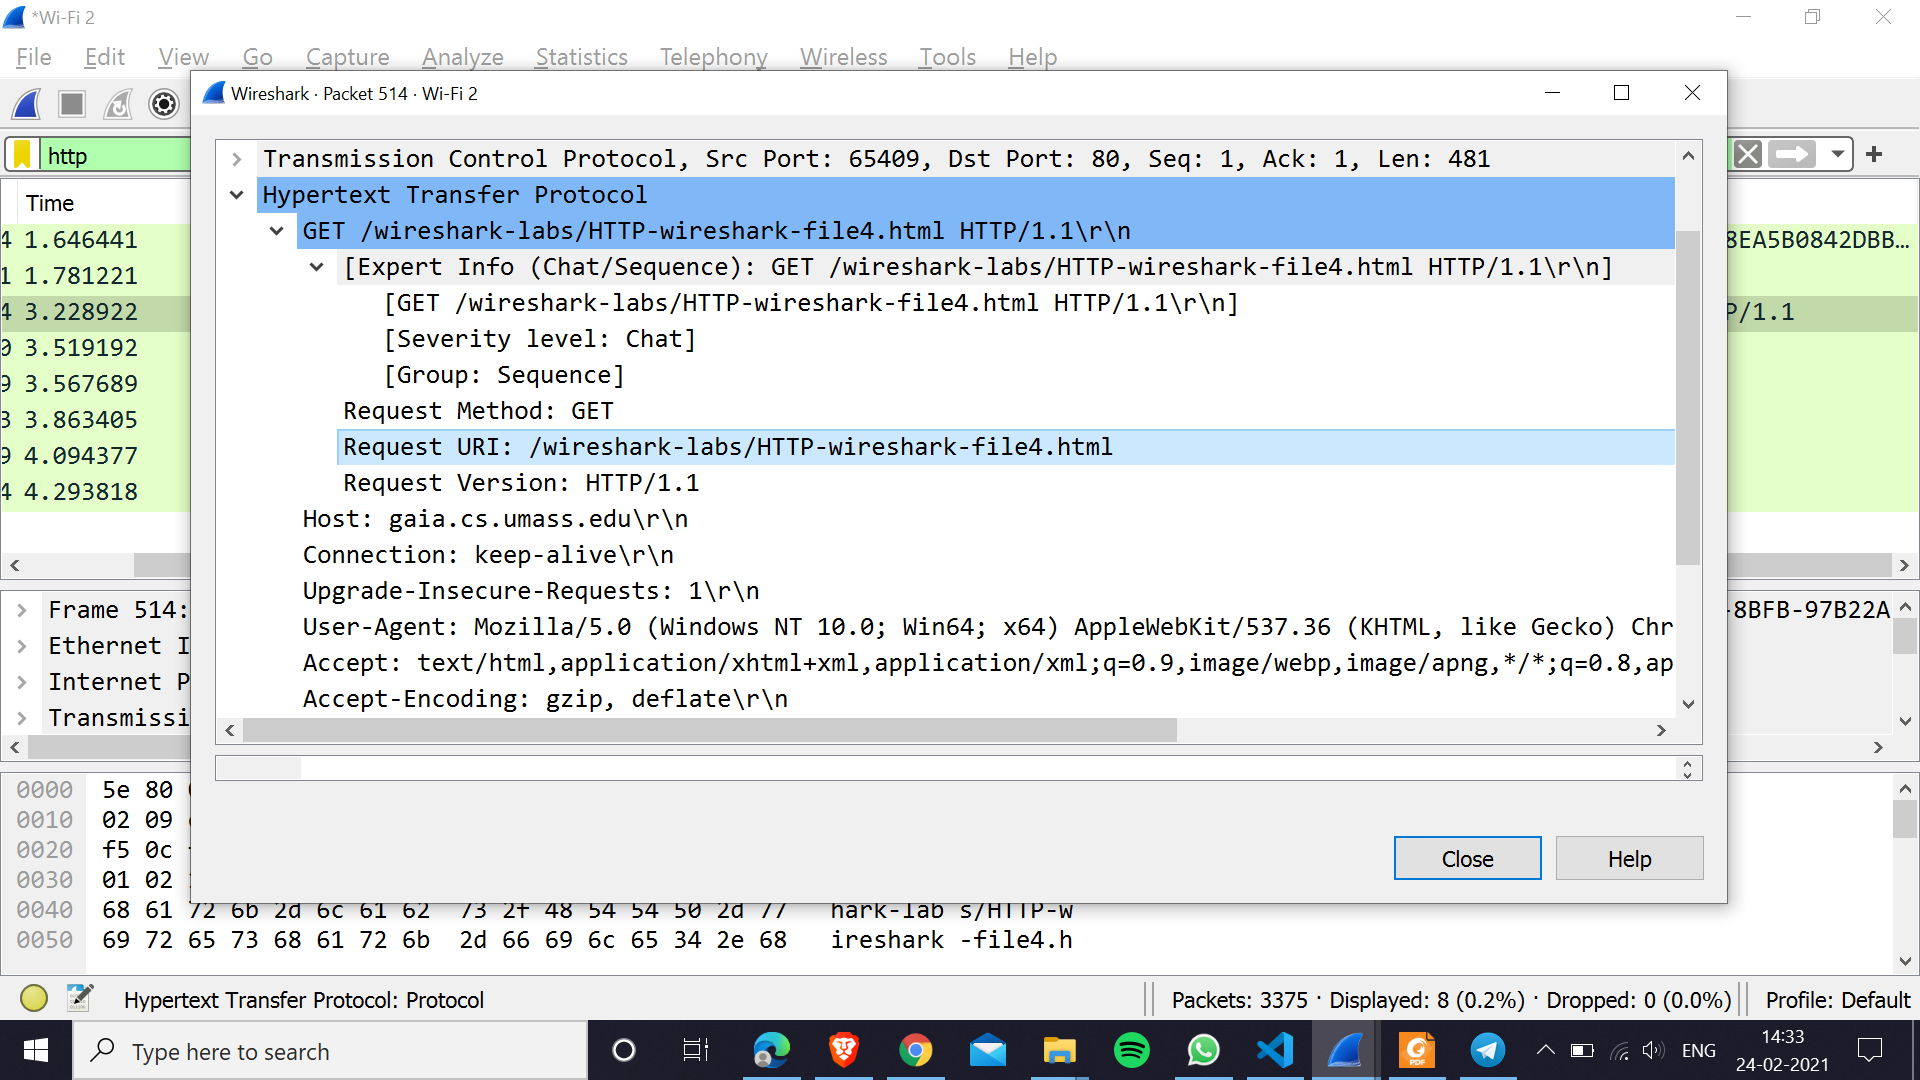 *Wi-Fi 2
File Edit View Go Capture Analyze Statistics Telephony Wireless Tools Help
Wireshark · Packet 514 · Wi-Fi 2
http
Time
4 1.646441
1 1.781221
4 3.228922
0 3.519192
9 3.567689
3 3.863405
9 4.094377
4 4.293818
8EA5B0842DBB…
P/1.1
Transmission Control Protocol, Src Port: 65409, Dst Port: 80, Seq: 1, Ack: 1, Len: 481
Hypertext Transfer Protocol
GET /wireshark-labs/HTTP-wireshark-file4.html HTTP/1.1\r\n
[Expert Info (Chat/Sequence): GET /wireshark-labs/HTTP-wireshark-file4.html HTTP/1.1\r\n]
[GET /wireshark-labs/HTTP-wireshark-file4.html HTTP/1.1\r\n]
[Severity level: Chat]
[Group: Sequence]
Request Method: GET
Request URI: /wireshark-labs/HTTP-wireshark-file4.html
Request Version: HTTP/1.1
Host: gaia.cs.umass.edu\r\n
Connection: keep-alive\r\n
Upgrade-Insecure-Requests: 1\r\n
User-Agent: Mozilla/5.0 (Windows NT 10.0; Win64; x64) AppleWebKit/537.36 (KHTML, like Gecko) Chr
Accept: text/html,application/xhtml+xml,application/xml;q=0.9,image/webp,image/apng,*/*;q=0.8,ap
Accept-Encoding: gzip, deflate\r\n
Frame 514:
-8BFB-97B22A
Ethernet I
Internet P
Transmissi
Close Help
0000 5e 80
0010 02 09
0020 f5 0c
0030 01 02
0040 68 61 72 6b 2d 6c 61 62 73 2f 48 54 54 50 2d 77 hark-lab s/HTTP-w
0050 69 72 65 73 68 61 72 6b 2d 66 69 6c 65 34 2e 68 ireshark -file4.h
Hypertext Transfer Protocol: Protocol
Packets: 3375 · Displayed: 8 (0.2%) · Dropped: 0 (0.0%)
Profile: Default
Type here to search
PDF
ENG
14:33
24-02-2021